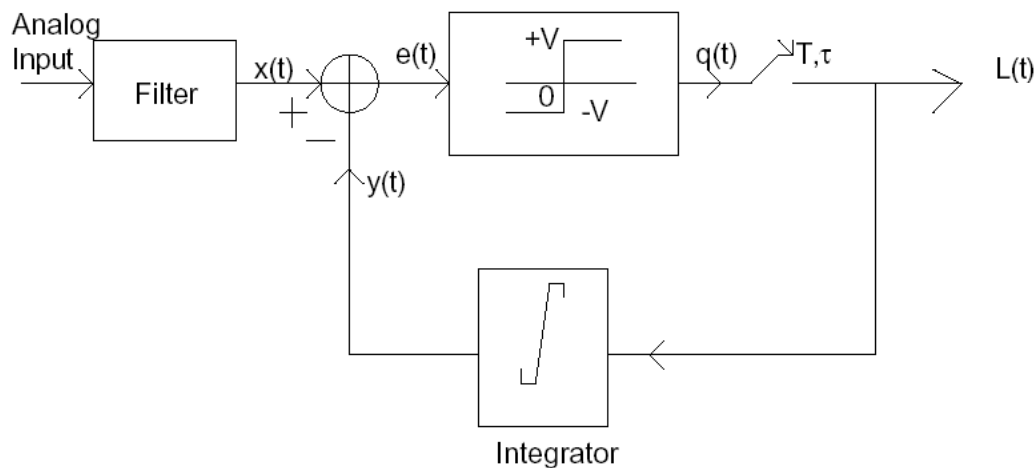 Analog
Input
Filter
x(t)
+
−
e(t)
+V
0
-V
q(t)
T,τ
L(t)
y(t)
Integrator